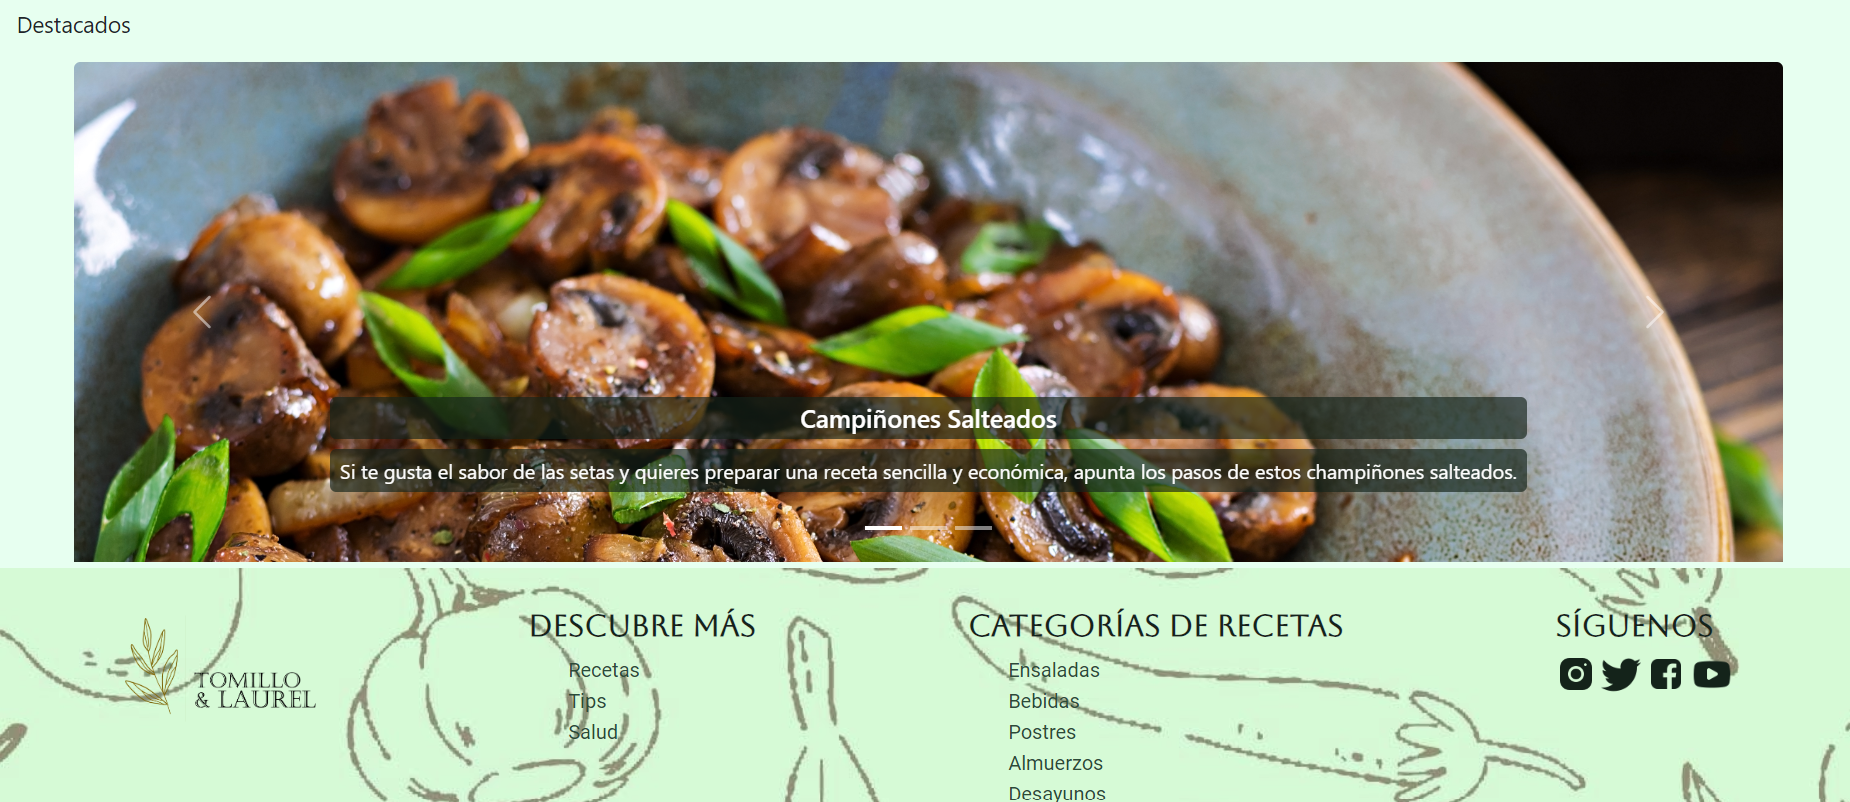 Destacados
Campiñones Salteados
Si te gusta el sabor de las setas y quieres preparar una receta sencilla y económica, apunta los pasos de estos champiñones salteados.
TOMILLO
& LAUREL
DESCUBRE MÁS
Recetas
Tips
Salud
CATEGORÍAS DE RECETAS
Ensaladas
Bebidas
Postres
Almuerzos
Desayunos
SÍGUENOS